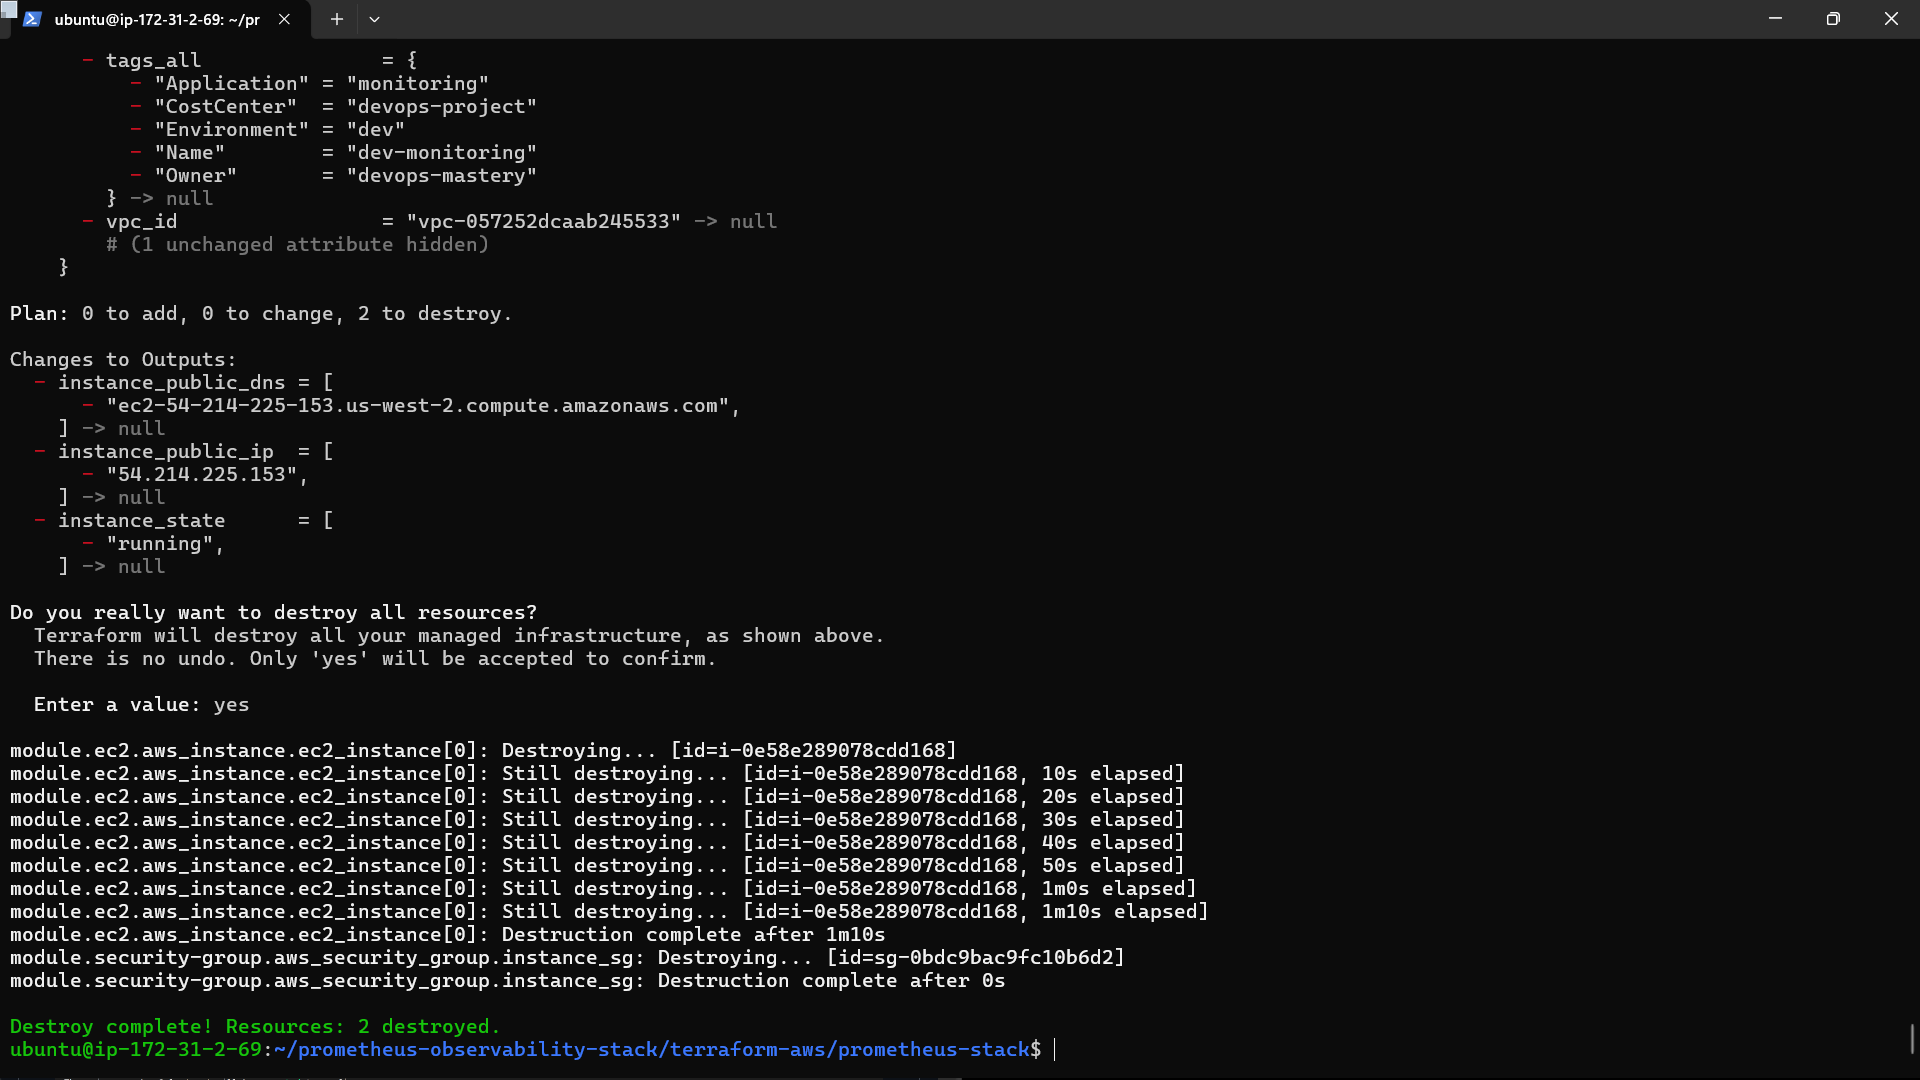 ubuntu@ip-172-31-2-69: ~/pr
- tags_all = {
- "Application" = "monitoring"
- "CostCenter" = "devops-project"
- "Environment" = "dev"
- "Name" = "dev-monitoring"
- "Owner" = "devops-mastery"
} -> null
- vpc_id = "vpc-057252dcaab245533" -> null
# (1 unchanged attribute hidden)
}
Plan: 0 to add, 0 to change, 2 to destroy.
Changes to Outputs:
- instance_public_dns = [
- "ec2-54-214-225-153.us-west-2.compute.amazonaws.com",
] -> null
- instance_public_ip = [
- "54.214.225.153",
] -> null
- instance_state = [
- "running",
] -> null
Do you really want to destroy all resources?
Terraform will destroy all your managed infrastructure, as shown above.
There is no undo. Only 'yes' will be accepted to confirm.
Enter a value: yes
module.ec2.aws_instance.ec2_instance[0]: Destroying... [id=i-0e58e289078cdd168]
module.ec2.aws_instance.ec2_instance[0]: Still destroying... [id=i-0e58e289078cdd168, 10s elapsed]
module.ec2.aws_instance.ec2_instance[0]: Still destroying... [id=i-0e58e289078cdd168, 20s elapsed]
module.ec2.aws_instance.ec2_instance[0]: Still destroying... [id=i-0e58e289078cdd168, 30s elapsed]
module.ec2.aws_instance.ec2_instance[0]: Still destroying... [id=i-0e58e289078cdd168, 40s elapsed]
module.ec2.aws_instance.ec2_instance[0]: Still destroying... [id=i-0e58e289078cdd168, 50s elapsed]
module.ec2.aws_instance.ec2_instance[0]: Still destroying... [id=i-0e58e289078cdd168, 1m0s elapsed]
module.ec2.aws_instance.ec2_instance[0]: Still destroying... [id=i-0e58e289078cdd168, 1m10s elapsed]
module.ec2.aws_instance.ec2_instance[0]: Destruction complete after 1m10s
module.security-group.aws_security_group.instance_sg: Destroying... [id=sg-0bdc9bac9fc10b6d2]
module.security-group.aws_security_group.instance_sg: Destruction complete after 0s
Destroy complete! Resources: 2 destroyed.
ubuntu@ip-172-31-2-69:~/prometheus-observability-stack/terraform-aws/prometheus-stack$